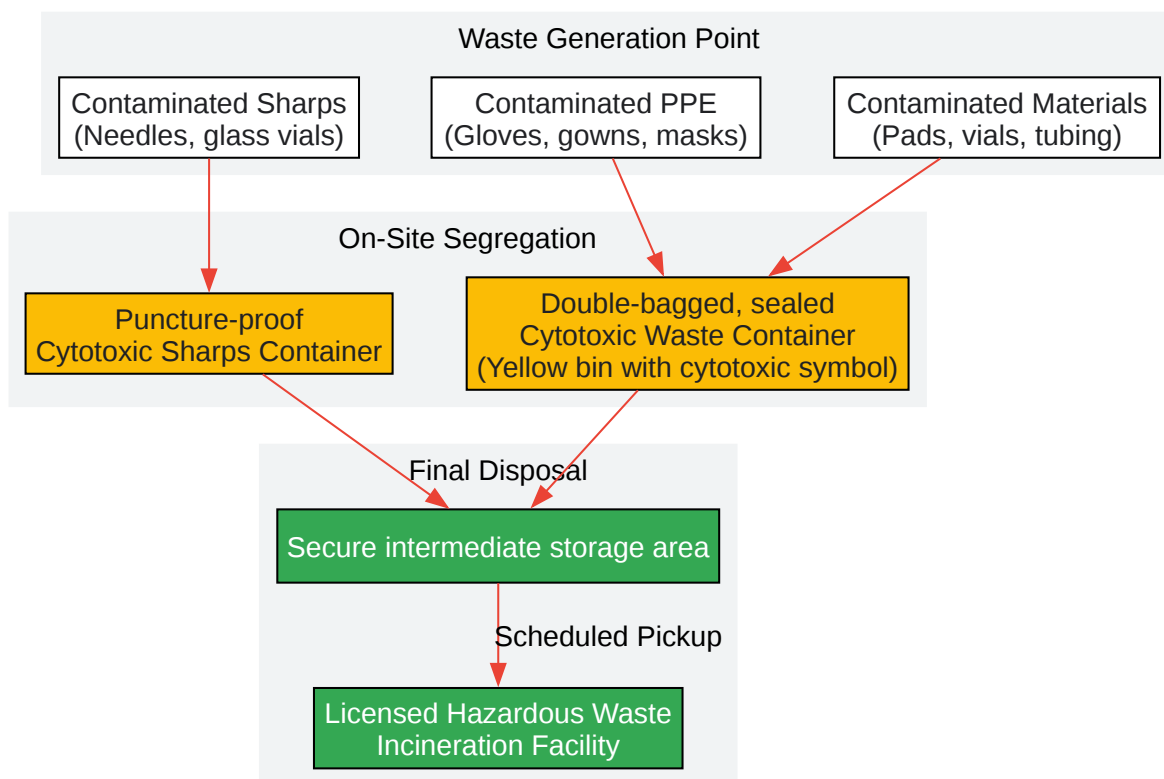 Waste Generation Point
Contaminated Sharps
(Needles, glass vials)
Contaminated PPE
(Gloves, gowns, masks)
Contaminated Materials
(Pads, vials, tubing)
On-Site Segregation
Puncture-proof
Cytotoxic Sharps Container
Double-bagged, sealed
Cytotoxic Waste Container
(Yellow bin with cytotoxic symbol)
Final Disposal
Secure intermediate storage area
Scheduled Pickup
Licensed Hazardous Waste
Incineration Facility